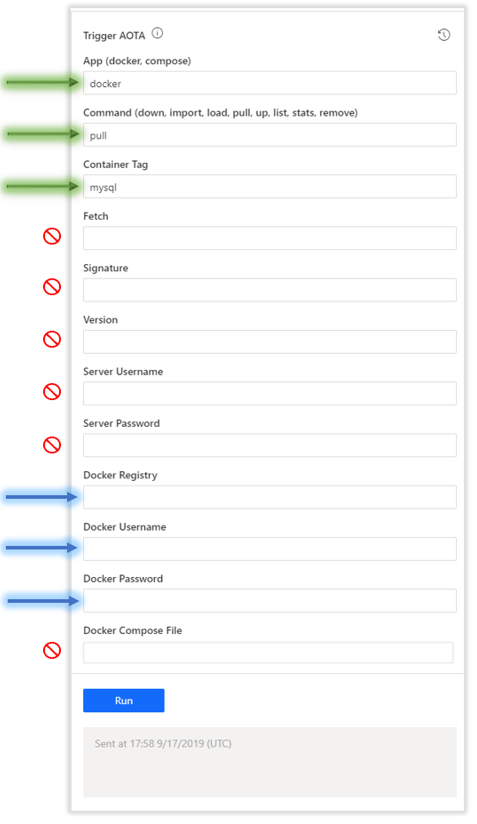 Trigger AOTA
App (docker, compose)
docker
Command (down, import, load, pull, up, list, stats, remove)
pull
Container Tag
mysql
Fetch
Signature
Version
Server Username
Server Password
Docker Registry
Docker Username
Docker Password
Docker Compose File
Run
Sent at 17:58 9/17/2019 (UTC)